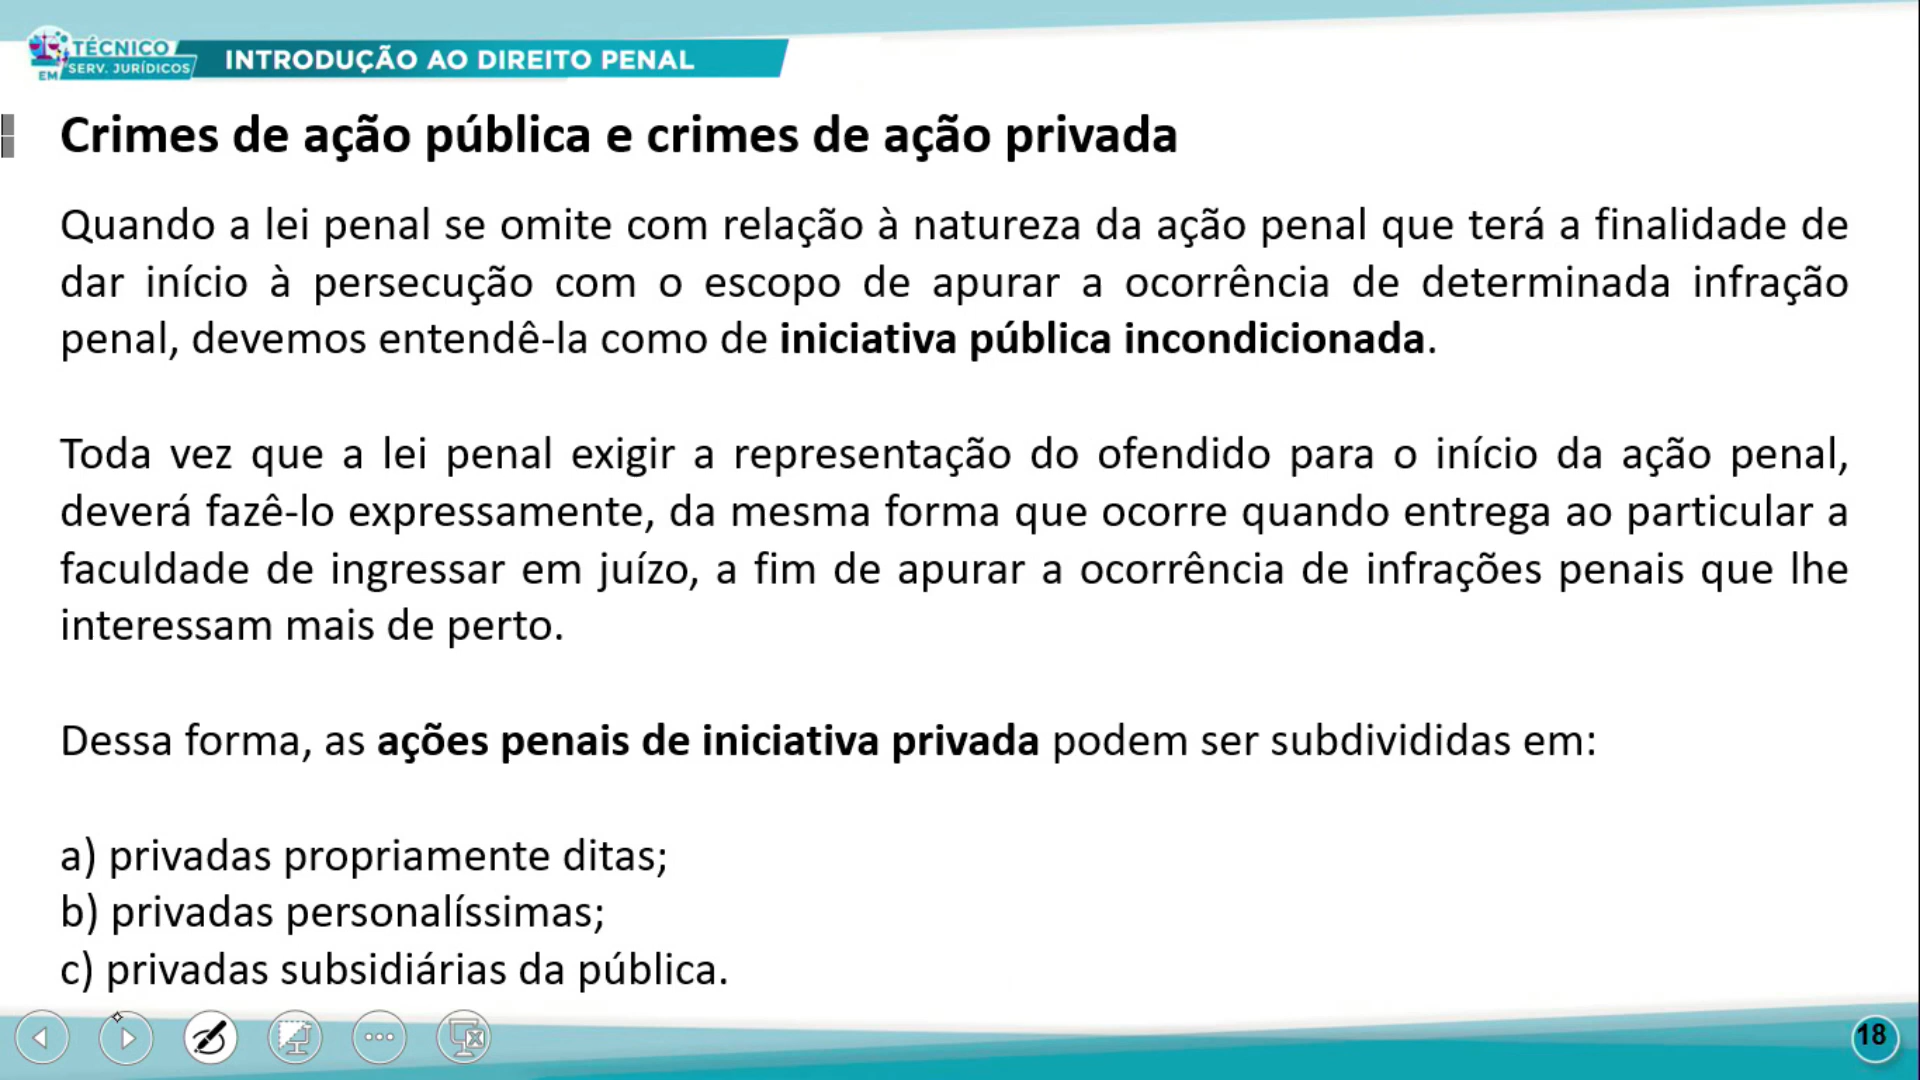 TÉCNICO
EM SERV. JURÍDICOS
INTRODUÇÃO AO DIREITO PENAL
Crimes de ação pública e crimes de ação privada
Quando a lei penal se omite com relação à natureza da ação penal que terá a finalidade de
dar início à persecução com o escopo de apurar a ocorrência de determinada infração
penal, devemos entendê-la como de iniciativa pública incondicionada.
Toda vez que a lei penal exigir a representação do ofendido para o início da ação penal,
deverá fazê-lo expressamente, da mesma forma que ocorre quando entrega ao particular a
faculdade de ingressar em juízo, a fim de apurar a ocorrência de infrações penais que lhe
interessam mais de perto.
Dessa forma, as ações penais de iniciativa privada podem ser subdivididas em:
a) privadas propriamente ditas;
b) privadas personalíssimas;
c) privadas subsidiárias da pública.
18